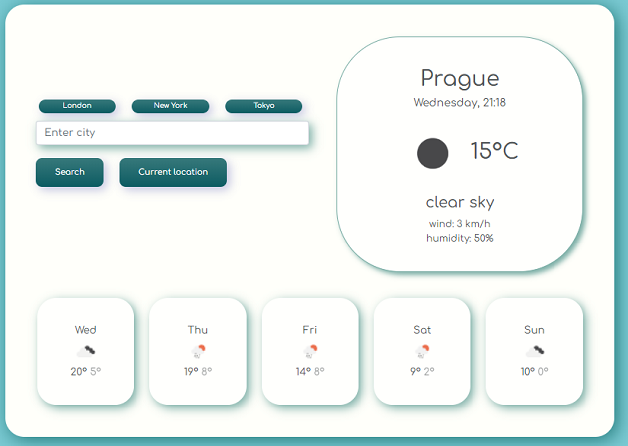 London
New York
Tokyo
Enter city
Search
Current location
Prague
Wednesday, 21:18
15°C
clear sky
wind: 3 km/h
humidity: 50%
Wed
20° 5°
Thu
19° 8°
Fri
14° 8°
Sat
9° 2°
Sun
10° 0°